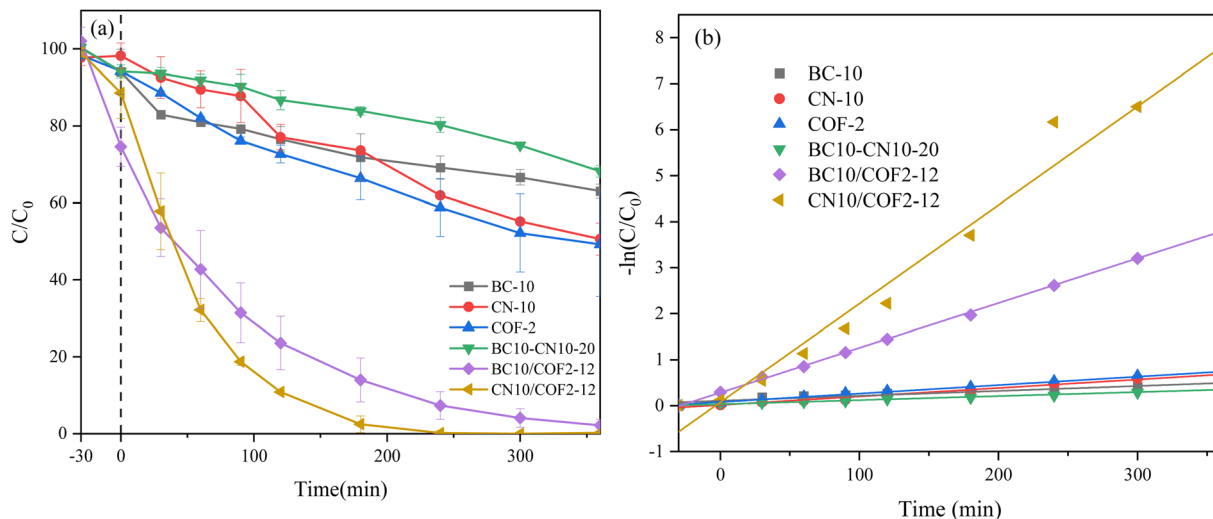 (a)
100
80
60
40
20
0
C/C0
-30 0 100 200 300
Time(min)
BC-10
CN-10
COF-2
BC10-CN10-20
BC10/COF2-12
CN10/COF2-12
(b)
8
7
6
5
4
3
2
1
0
-1
-ln(C/C0)
0 100 200 300
Time (min)
BC-10
CN-10
COF-2
BC10-CN10-20
BC10/COF2-12
CN10/COF2-12